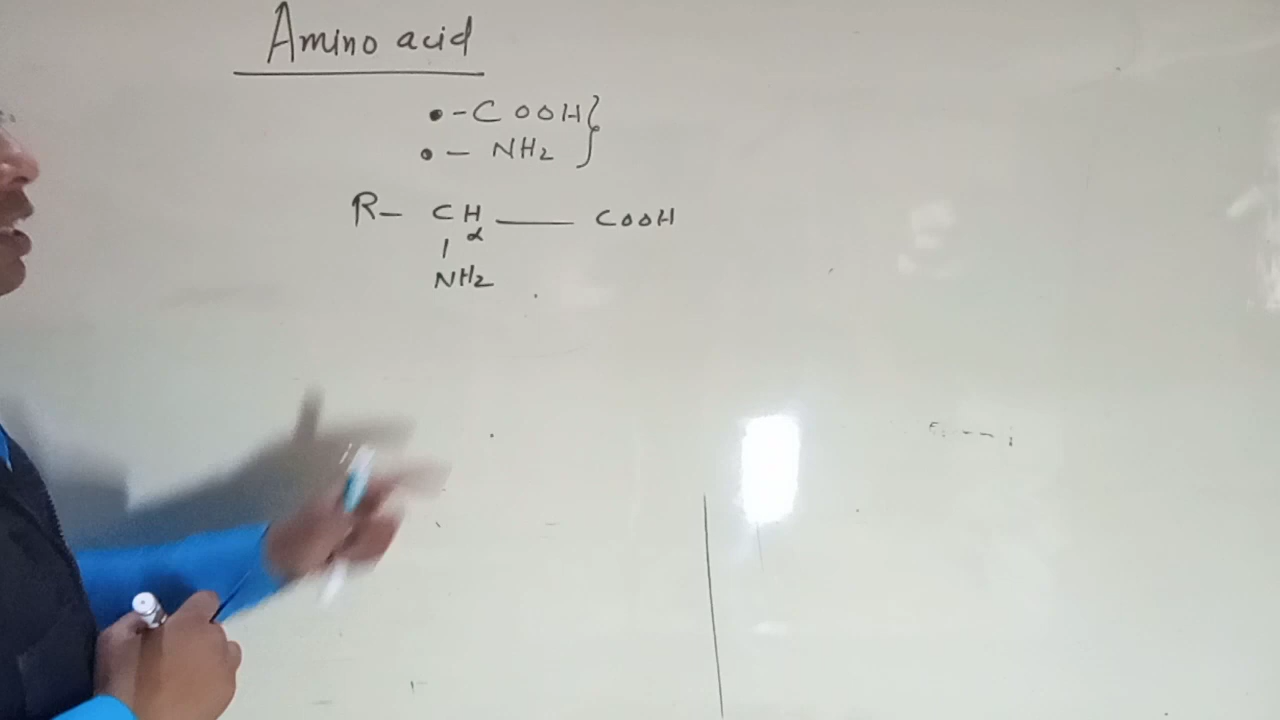 Amino acid
• - COOH }
• - NH2 }
R - CH — COOH
α
|
NH2